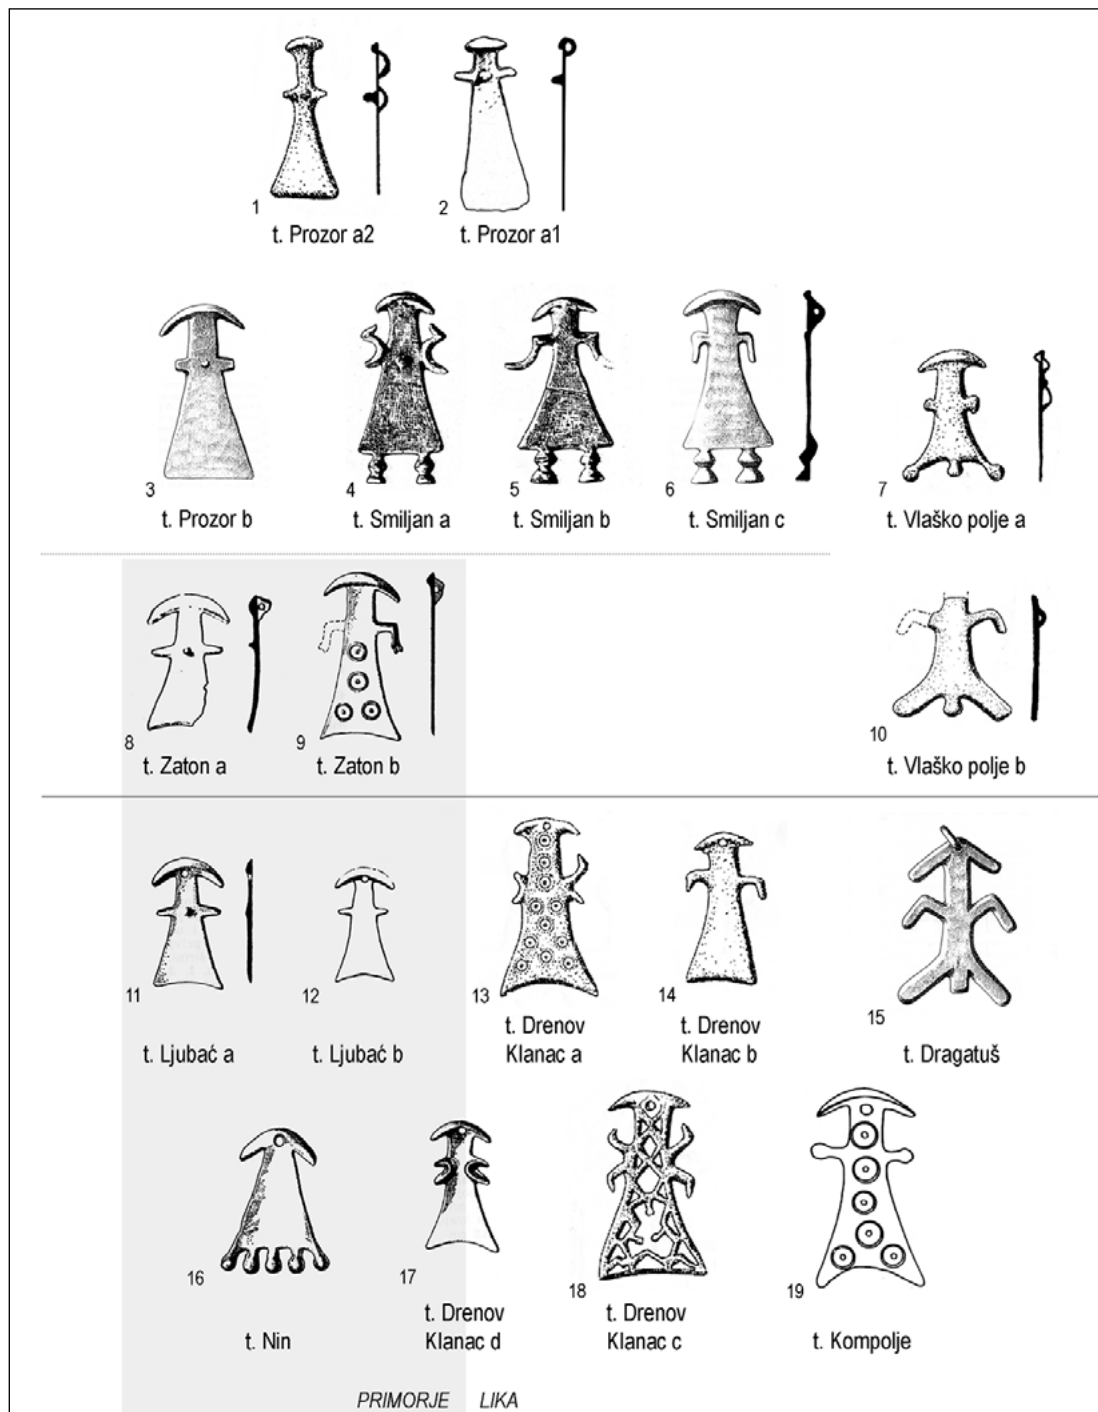 1
t. Prozor a2
2
t. Prozor a1
3
t. Prozor b
4
t. Smiljan a
5
t. Smiljan b
6
t. Smiljan c
7
t. Vlaško polje a
8
t. Zaton a
9
t. Zaton b
10
t. Vlaško polje b
11
t. Ljubać a
12
t. Ljubać b
13
t. Drenov
Klanac a
14
t. Drenov
Klanac b
15
t. Dragatuš
16
t. Nin
17
t. Drenov
Klanac d
18
t. Drenov
Klanac c
19
t. Kompolje
PRIMORJE
LIKA